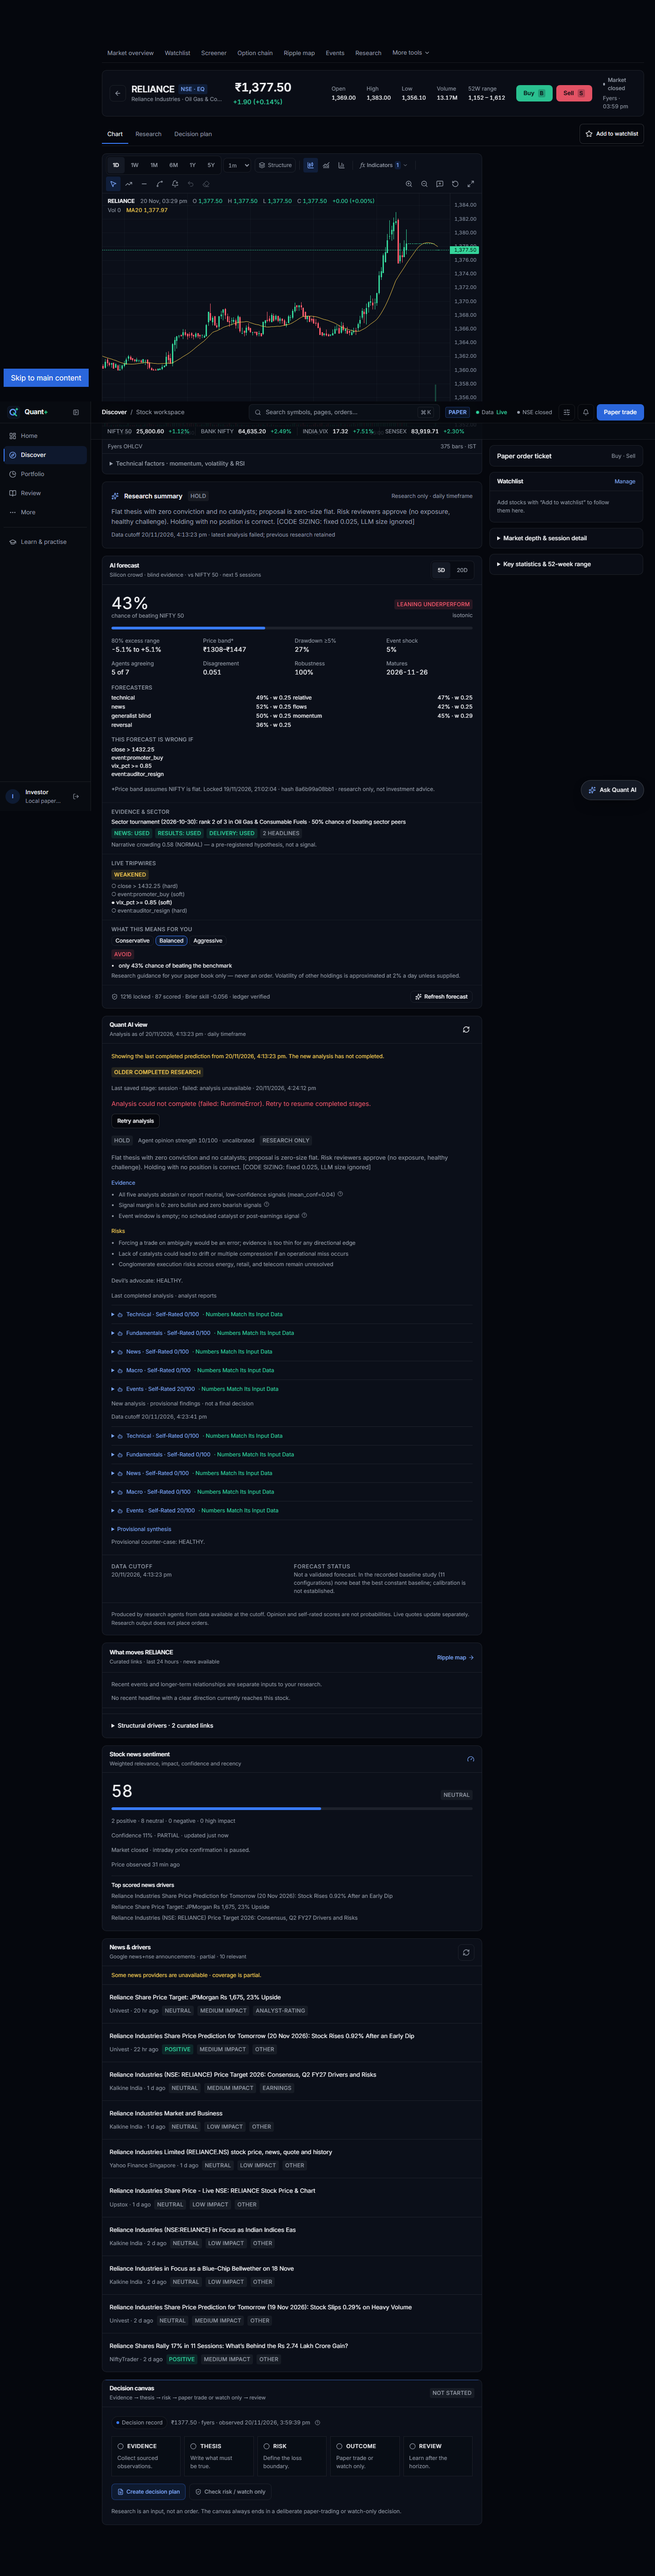 Market overview Watchlist Screener Option chain Ripple map Events Research More tools
RELIANCE NSE · EQ
Reliance Industries · Oil Gas & Co...
₹1,377.50
+1.90 (+0.14%)
Open High Low Volume 52W range
1,369.00 1,383.00 1,356.10 13.17M 1,152 – 1,612
Buy B Sell S
Market closed
Fyers · 03:59 pm
Chart Research Decision plan
Add to watchlist
1D 1W 1M 6M 1Y 5Y 1m Structure fx Indicators 1
RELIANCE 20 Nov, 03:29 pm O 1,377.50 H 1,377.50 L 1,377.50 C 1,377.50 +0.00 (+0.00%)
Vol 0 MA20 1,377.97
1,384.00
1,382.00
1,380.00
1,377.50
1,376.00
1,374.00
1,372.00
1,370.00
1,368.00
1,366.00
1,364.00
1,362.00
1,360.00
1,358.00
1,356.00
Skip to main content
Quant+
Home
Discover
Portfolio
Review
More
Learn & practise
I
Investor
Local paper...
Discover / Stock workspace
Search symbols, pages, orders... ⌘K
PAPER Data Live NSE closed
Paper trade
NIFTY 50 25,800.60 +1.12% BANK NIFTY 64,635.20 +2.49% INDIA VIX 17.32 +7.51% SENSEX 83,919.71 +2.30%
Fyers OHLCV 375 bars · IST
Technical factors · momentum, volatility & RSI
Paper order ticket Buy · Sell
Watchlist Manage
Add stocks with "Add to watchlist" to follow them here.
Market depth & session detail
Key statistics & 52-week range
Ask Quant AI
Research summary HOLD Research only · daily timeframe
Flat thesis with zero conviction and no catalysts; proposal is zero-size flat. Risk reviewers approve (no exposure,
healthy challenge). Holding with no position is correct. [CODE SIZING: fixed 0.025, LLM size ignored]
Data cutoff 20/11/2026, 4:13:23 pm · latest analysis failed; previous research retained
AI forecast
Silicon crowd · blind evidence · vs NIFTY 50 · next 5 sessions
5D 20D
43%
chance of beating NIFTY 50
LEANING UNDERPERFORM
isotonic
80% excess range Price band* Drawdown ≥5% Event shock
-5.1% to +5.1% ₹1308–₹1447 27% 5%
Agents agreeing Disagreement Robustness Matures
5 of 7 0.051 100% 2026-11-26
FORECASTERS
technical 49% · w 0.25 relative 47% · w 0.25
news 52% · w 0.25 flows 42% · w 0.25
generalist blind 50% · w 0.25 momentum 45% · w 0.29
reversal 36% · w 0.25
THIS FORECAST IS WRONG IF
close > 1432.25
event:promoter_buy
vix_pct >= 0.85
event:auditor_resign
*Price band assumes NIFTY is flat. Locked 19/11/2026, 21:02:04 · hash 8a6b99a08bb1 · research only, not investment advice.
EVIDENCE & SECTOR
Sector tournament (2026-10-30): rank 2 of 3 in Oil Gas & Consumable Fuels · 50% chance of beating sector peers
NEWS: USED RESULTS: USED DELIVERY: USED 2 HEADLINES
Narrative crowding 0.58 (NORMAL) — a pre-registered hypothesis, not a signal.
LIVE TRIPWIRES
WEAKENED
○ close > 1432.25 (hard)
○ event:promoter_buy (soft)
● vix_pct >= 0.85 (soft)
○ event:auditor_resign (hard)
WHAT THIS MEANS FOR YOU
Conservative Balanced Aggressive
AVOID
• only 43% chance of beating the benchmark
Research guidance for your paper book only — never an order. Volatility of other holdings is approximated at 2% a day unless supplied.
1216 locked · 87 scored · Brier skill -0.056 · ledger verified
Refresh forecast
Quant AI view
Analysis as of 20/11/2026, 4:13:23 pm · daily timeframe
Showing the last completed prediction from 20/11/2026, 4:13:23 pm. The new analysis has not completed.
OLDER COMPLETED RESEARCH
Last saved stage: session · failed: analysis unavailable · 20/11/2026, 4:24:12 pm
Analysis could not complete (failed: RuntimeError). Retry to resume completed stages.
Retry analysis
HOLD Agent opinion strength 10/100 · uncalibrated RESEARCH ONLY
Flat thesis with zero conviction and no catalysts; proposal is zero-size flat. Risk reviewers approve (no exposure, healthy
challenge). Holding with no position is correct. [CODE SIZING: fixed 0.025, LLM size ignored]
Evidence
• All five analysts abstain or report neutral, low-confidence signals (mean_conf=0.04)
• Signal margin is 0: zero bullish and zero bearish signals
• Event window is empty; no scheduled catalyst or post-earnings signal
Risks
• Forcing a trade on ambiguity would be an error; evidence is too thin for any directional edge
• Lack of catalysts could lead to drift or multiple compression if an operational miss occurs
• Conglomerate execution risks across energy, retail, and telecom remain unresolved
Devil's advocate: HEALTHY.
Last completed analysis · analyst reports
Technical · Self-Rated 0/100 · Numbers Match Its Input Data
Fundamentals · Self-Rated 0/100 · Numbers Match Its Input Data
News · Self-Rated 0/100 · Numbers Match Its Input Data
Macro · Self-Rated 0/100 · Numbers Match Its Input Data
Events · Self-Rated 20/100 · Numbers Match Its Input Data
New analysis · provisional findings · not a final decision
Data cutoff 20/11/2026, 4:23:41 pm
Technical · Self-Rated 0/100 · Numbers Match Its Input Data
Fundamentals · Self-Rated 0/100 · Numbers Match Its Input Data
News · Self-Rated 0/100 · Numbers Match Its Input Data
Macro · Self-Rated 0/100 · Numbers Match Its Input Data
Events · Self-Rated 20/100 · Numbers Match Its Input Data
Provisional synthesis
Provisional counter-case: HEALTHY.
DATA CUTOFF
20/11/2026, 4:13:23 pm
FORECAST STATUS
Not a validated forecast. In the recorded baseline study (11
configurations) none beat the best constant baseline; calibration is
not established.
Produced by research agents from data available at the cutoff. Opinion and self-rated scores are not probabilities. Live quotes update separately.
Research output does not place orders.
What moves RELIANCE
Curated links · last 24 hours · news available
Ripple map →
Recent events and longer-term relationships are separate inputs to your research.
No recent headline with a clear direction currently reaches this stock.
Structural drivers · 2 curated links
Stock news sentiment
Weighted relevance, impact, confidence and recency
58
NEUTRAL
2 positive · 8 neutral · 0 negative · 0 high impact
Confidence 11% · PARTIAL · updated just now
Market closed · intraday price confirmation is paused.
Price observed 31 min ago
Top scored news drivers
Reliance Industries Share Price Prediction for Tomorrow (20 Nov 2026): Stock Rises 0.92% After an Early Dip
Reliance Share Price Target: JPMorgan Rs 1,675, 23% Upside
Reliance Industries (NSE: RELIANCE) Price Target 2026: Consensus, Q2 FY27 Drivers and Risks
News & drivers
Google news+nse announcements · partial · 10 relevant
Some news providers are unavailable · coverage is partial.
Reliance Share Price Target: JPMorgan Rs 1,675, 23% Upside
Univest · 20 hr ago NEUTRAL MEDIUM IMPACT ANALYST-RATING
Reliance Industries Share Price Prediction for Tomorrow (20 Nov 2026): Stock Rises 0.92% After an Early Dip
Univest · 22 hr ago POSITIVE MEDIUM IMPACT OTHER
Reliance Industries (NSE: RELIANCE) Price Target 2026: Consensus, Q2 FY27 Drivers and Risks
Kalkine India · 1 d ago NEUTRAL MEDIUM IMPACT EARNINGS
Reliance Industries Market and Business
Kalkine India · 1 d ago NEUTRAL LOW IMPACT OTHER
Reliance Industries Limited (RELIANCE.NS) stock price, news, quote and history
Yahoo Finance Singapore · 1 d ago NEUTRAL LOW IMPACT OTHER
Reliance Industries Share Price - Live NSE: RELIANCE Stock Price & Chart
Upstox · 1 d ago NEUTRAL LOW IMPACT OTHER
Reliance Industries (NSE:RELIANCE) in Focus as Indian Indices Eas
Kalkine India · 2 d ago NEUTRAL LOW IMPACT OTHER
Reliance Industries in Focus as a Blue-Chip Bellwether on 18 Nove
Kalkine India · 2 d ago NEUTRAL LOW IMPACT OTHER
Reliance Industries Share Price Prediction for Tomorrow (19 Nov 2026): Stock Slips 0.29% on Heavy Volume
Univest · 2 d ago NEUTRAL MEDIUM IMPACT OTHER
Reliance Shares Rally 17% in 11 Sessions: What's Behind the Rs 2.74 Lakh Crore Gain?
NiftyTrader · 2 d ago POSITIVE MEDIUM IMPACT OTHER
Decision canvas
Evidence → thesis → risk → paper trade or watch only → review
NOT STARTED
Decision record ₹1377.50 · fyers · observed 20/11/2026, 3:59:39 pm
EVIDENCE THESIS RISK OUTCOME REVIEW
Collect sourced observations. Write what must be true. Define the loss boundary. Paper trade or watch only. Learn after the horizon.
Create decision plan Check risk / watch only
Research is an input, not an order. The canvas always ends in a deliberate paper-trading or watch-only decision.